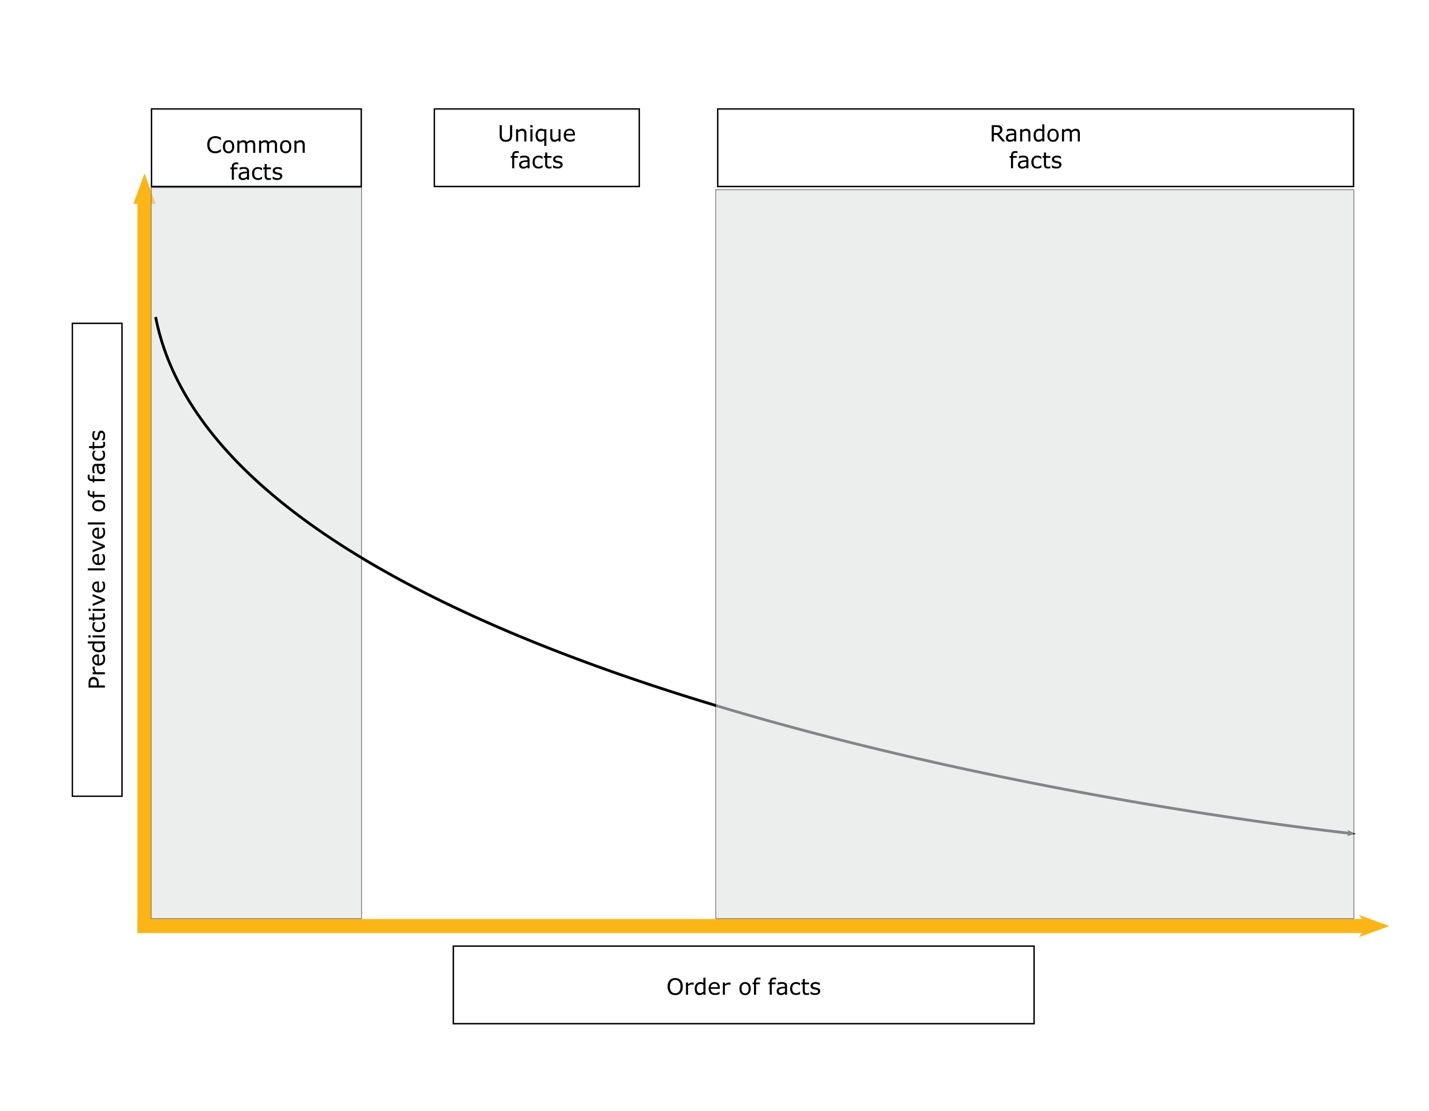 Common
facts
Unique
facts
Random
facts
Predictive level of facts
Order of facts